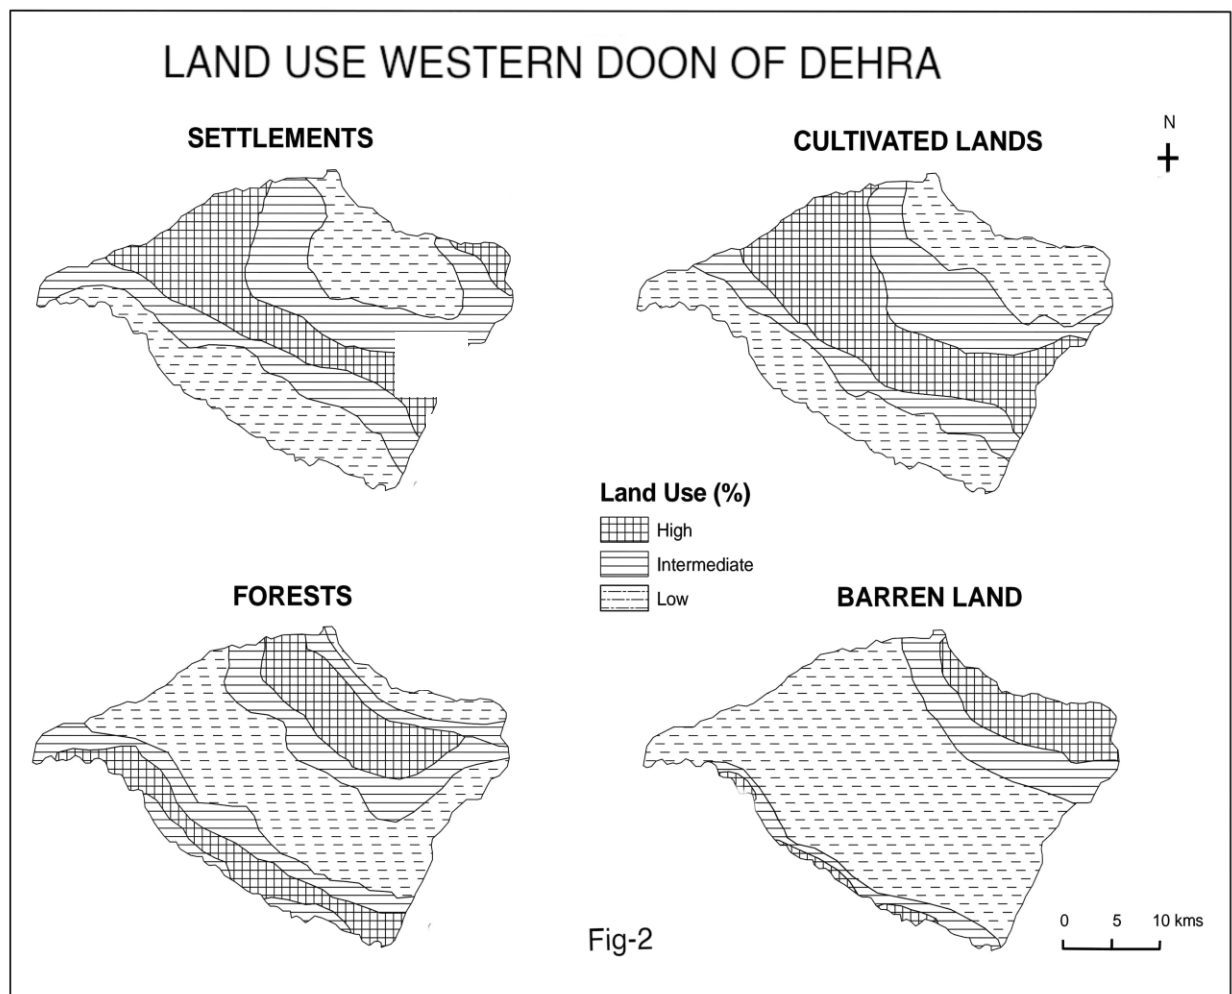 LAND USE WESTERN DOON OF DEHRA
SETTLEMENTS
CULTIVATED LANDS
N
Land Use (%)
High
Intermediate
Low
FORESTS
BARREN LAND
Fig-2
0 5 10 kms